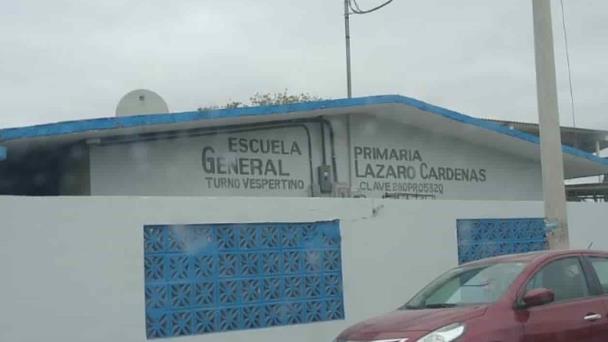 ESCUELA PRIMARIA
GENERAL LAZARO CARDENAS
TURNO VESPERTINO CLAVE 28DPR0532Q